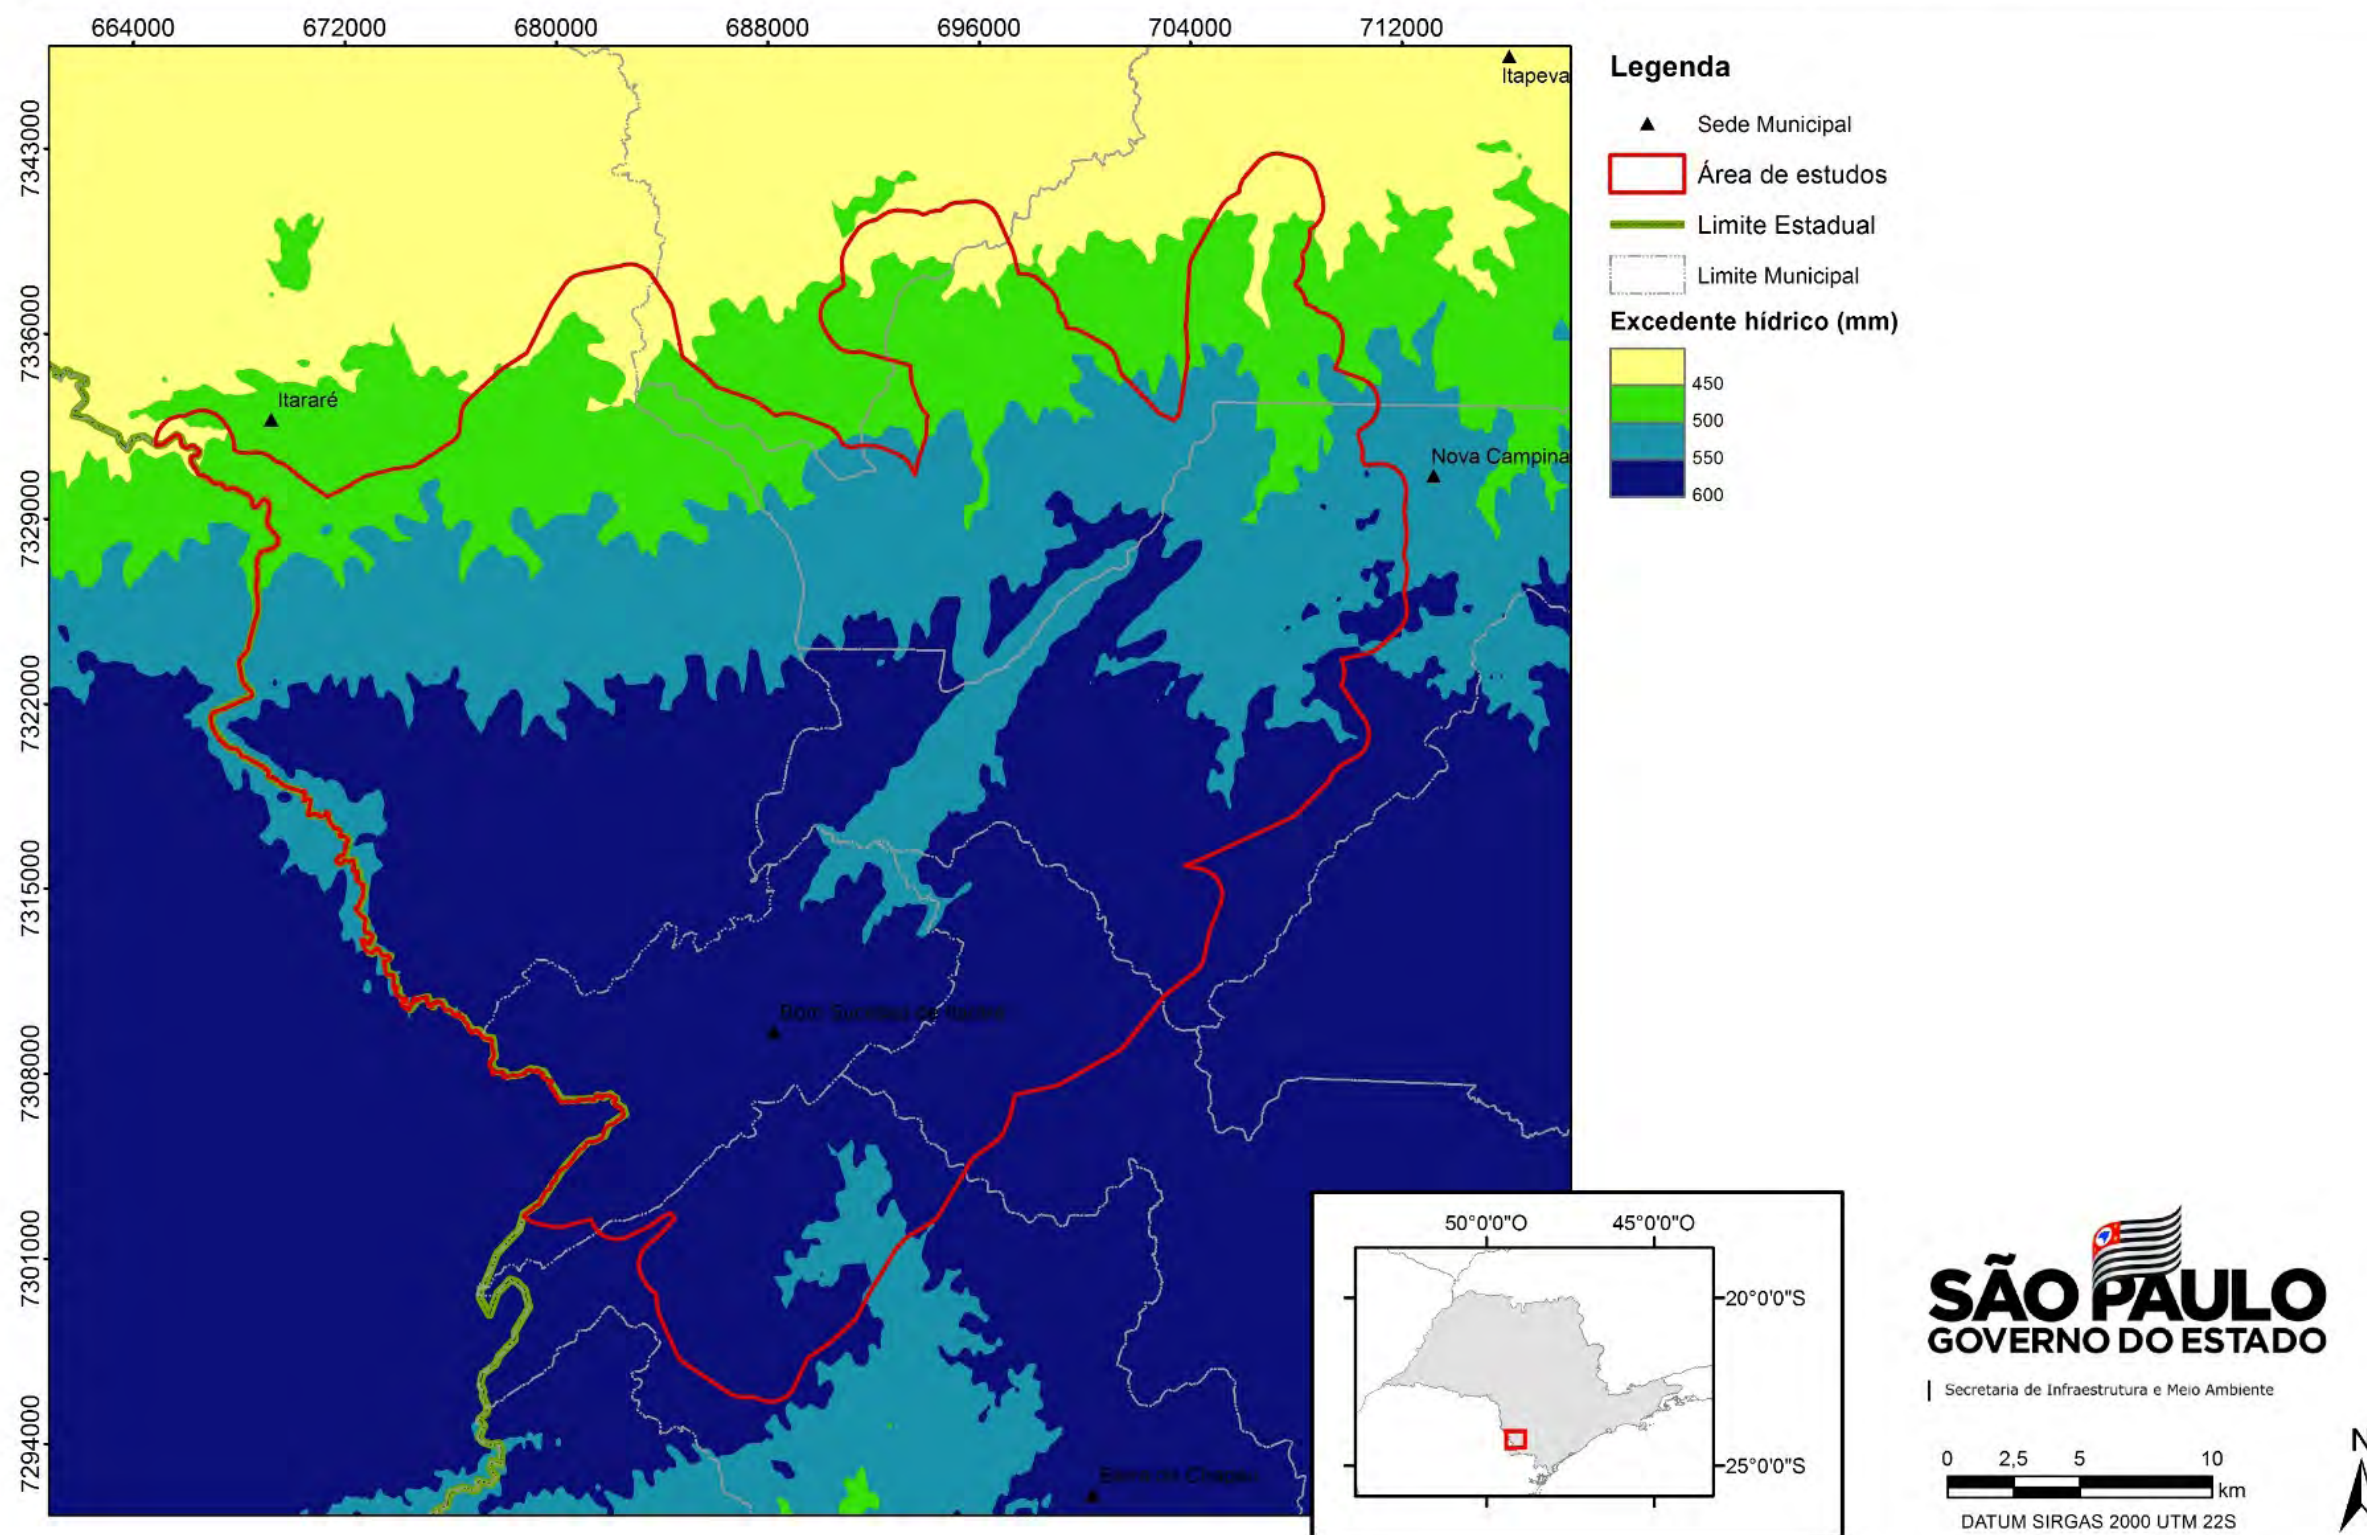 664000 672000 680000 688000 696000 704000 712000
7343000
7336000
7329000
7322000
7315000
7308000
7301000
7294000
Itapeva
Itararé
Nova Campina
Legenda
Sede Municipal
Área de estudos
Limite Estadual
Limite Municipal
Excedente hídrico (mm)
450
500
550
600
50°0'0"O 45°0'0"O
20°0'0"S
25°0'0"S
SÃO PAULO
GOVERNO DO ESTADO
Secretaria de Infraestrutura e Meio Ambiente
0 2,5 5 10
km
DATUM SIRGAS 2000 UTM 22S
N